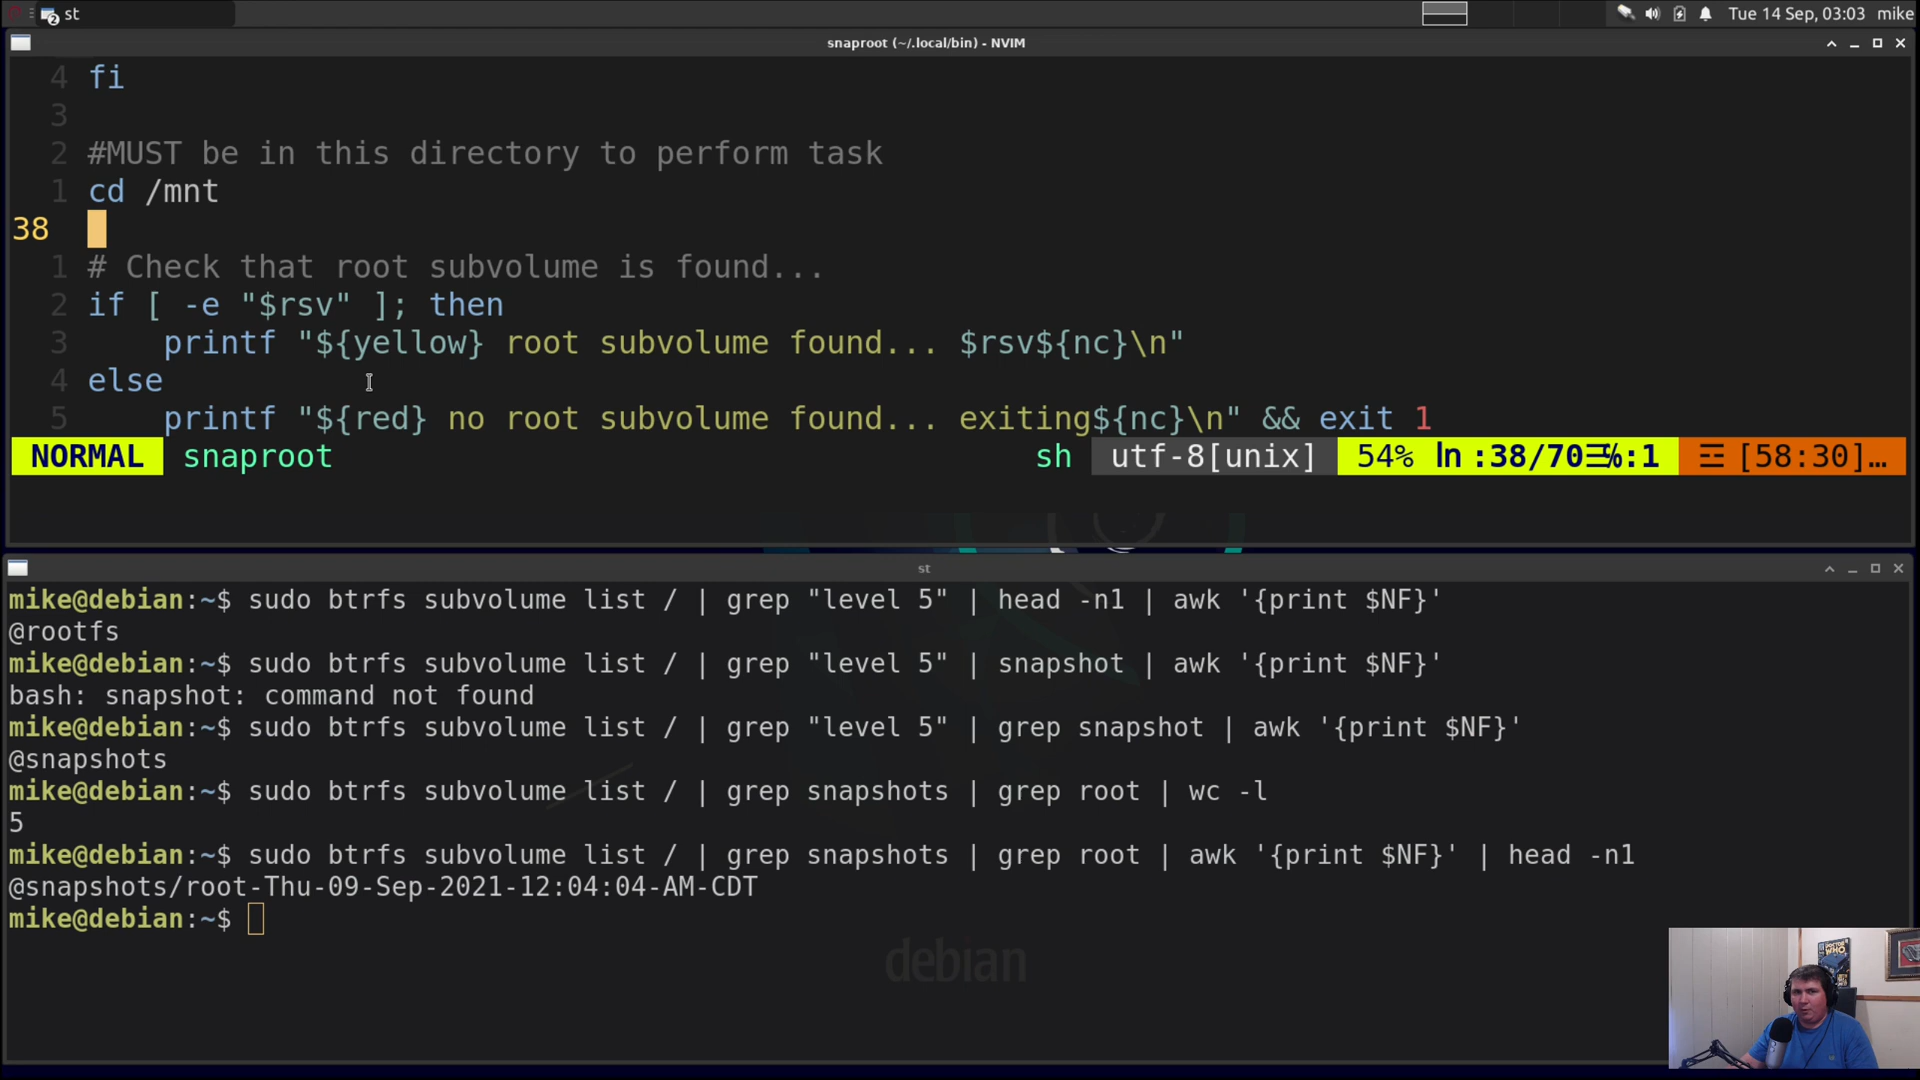 st
2
Tue 14 Sep, 03:03 mike
snaproot (~/.local/bin) - NVIM
4 fi
3
2 #MUST be in this directory to perform task
1 cd /mnt
38
1 # Check that root subvolume is found...
2 if [ -e "$rsv" ]; then
3 printf "${yellow} root subvolume found... $rsv${nc}\n"
4 else
5 printf "${red} no root subvolume found... exiting${nc}\n" && exit 1
NORMAL snaproot sh utf-8[unix] 54% ln :38/70☰℅:1 ☲ [58:30]…
st
mike@debian:~$ sudo btrfs subvolume list / | grep "level 5" | head -n1 | awk '{print $NF}'
@rootfs
mike@debian:~$ sudo btrfs subvolume list / | grep "level 5" | snapshot | awk '{print $NF}'
bash: snapshot: command not found
mike@debian:~$ sudo btrfs subvolume list / | grep "level 5" | grep snapshot | awk '{print $NF}'
@snapshots
mike@debian:~$ sudo btrfs subvolume list / | grep snapshots | grep root | wc -l
5
mike@debian:~$ sudo btrfs subvolume list / | grep snapshots | grep root | awk '{print $NF}' | head -n1
@snapshots/root-Thu-09-Sep-2021-12:04:04-AM-CDT
mike@debian:~$
debian
DOCTOR
WHO